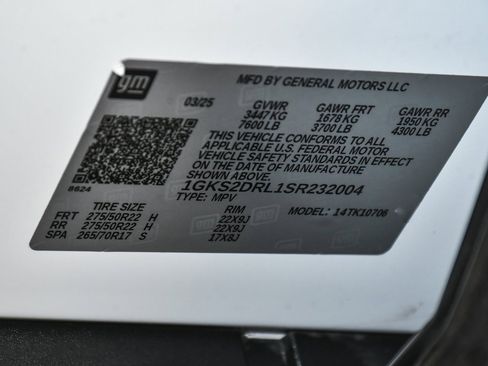 gm
MFD BY GENERAL MOTORS LLC
03/25 GVWR GAWR FRT GAWR RR
3447 KG 1678 KG 1950 KG
7600 LB 3700 LB 4300 LB
THIS VEHICLE CONFORMS TO ALL
APPLICABLE U.S. FEDERAL MOTOR
VEHICLE SAFETY STANDARDS IN EFFECT
ON THE DATE OF MANUFACTURE
SHOWN ABOVE.
8624
1GKS2DRL1SR232004
TYPE: MPV MODEL: 14TK10706
TIRE SIZE RIM
FRT 275/50R22 H 22X9J
RR 275/50R22 H 22X9J
SPA 265/70R17 S 17X8J